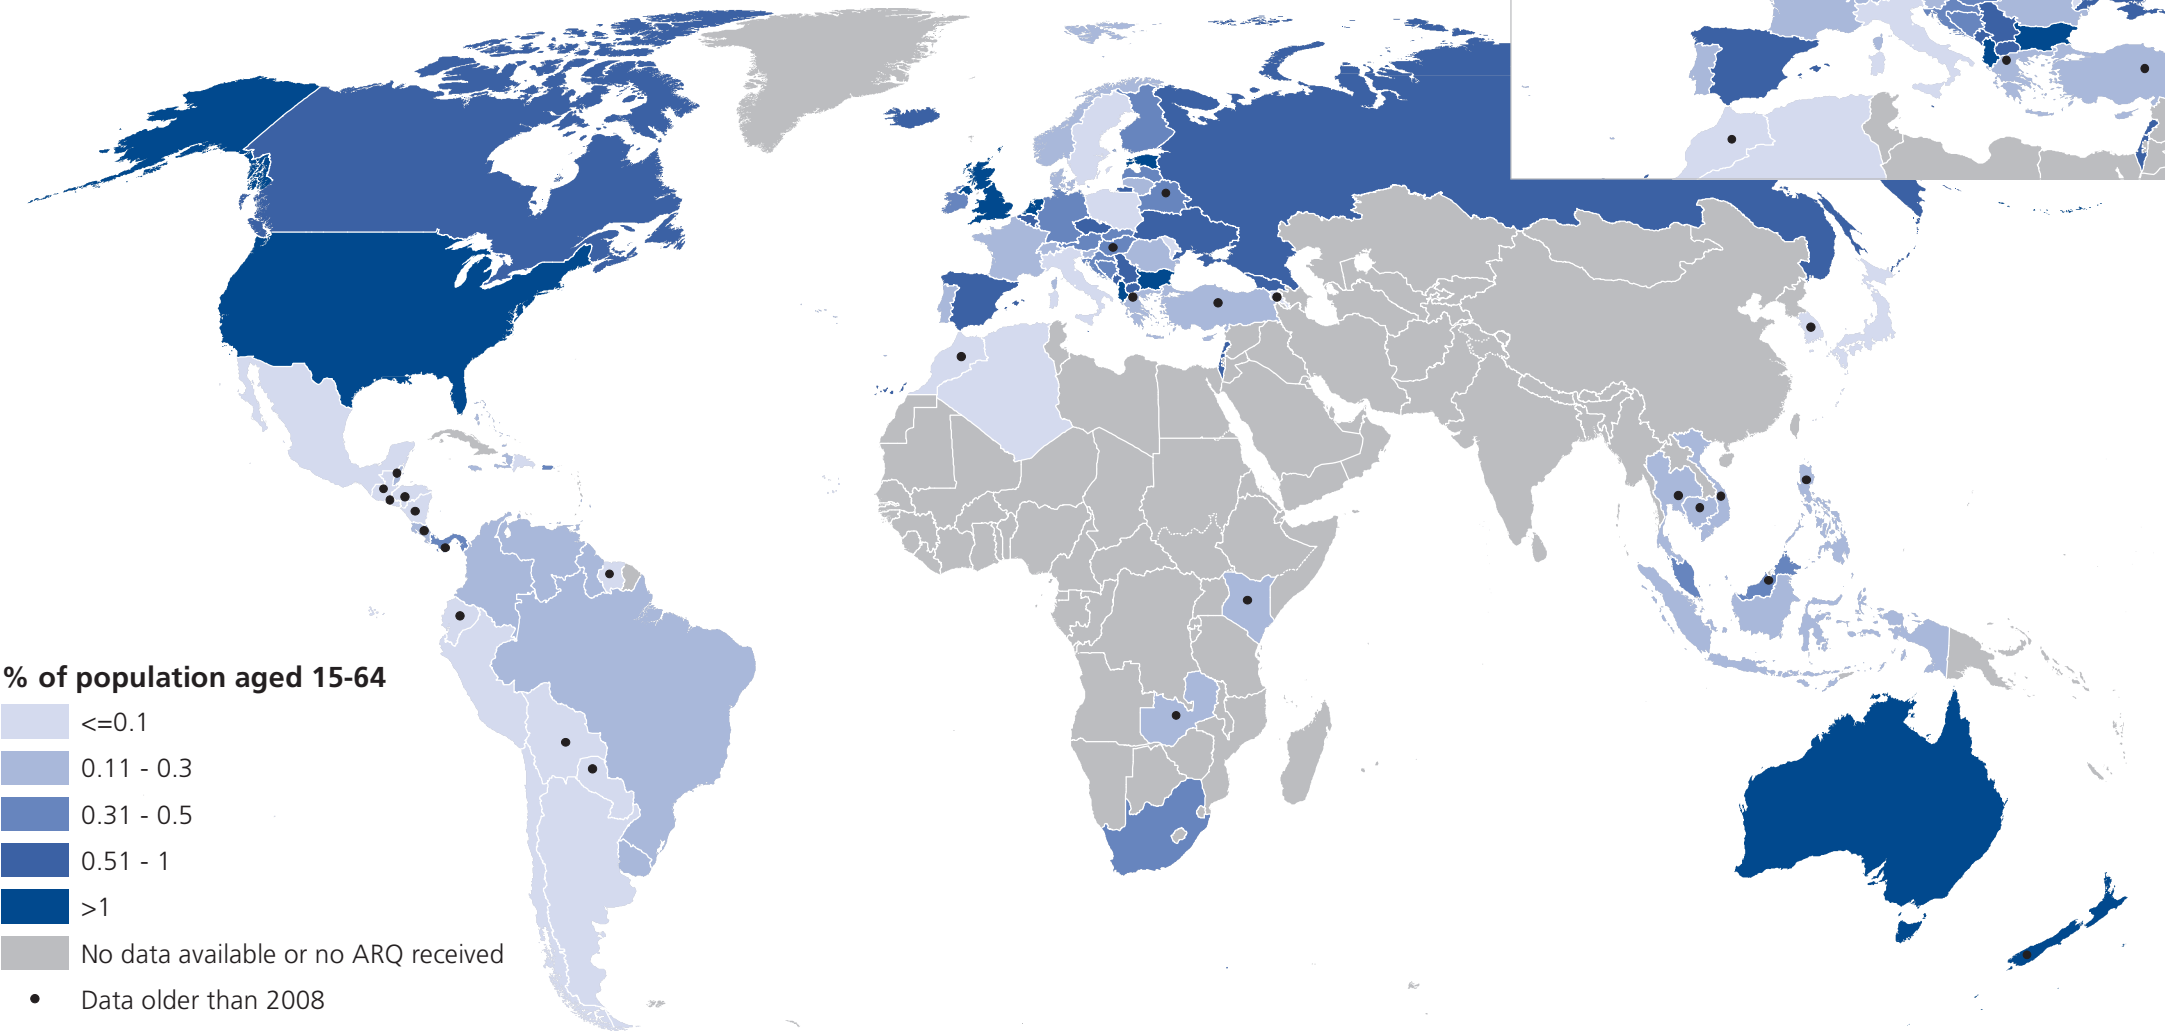 % of population aged 15-64
<=0.1
0.11 - 0.3
0.31 - 0.5
0.51 - 1
>1
No data available or no ARQ received
Data older than 2008